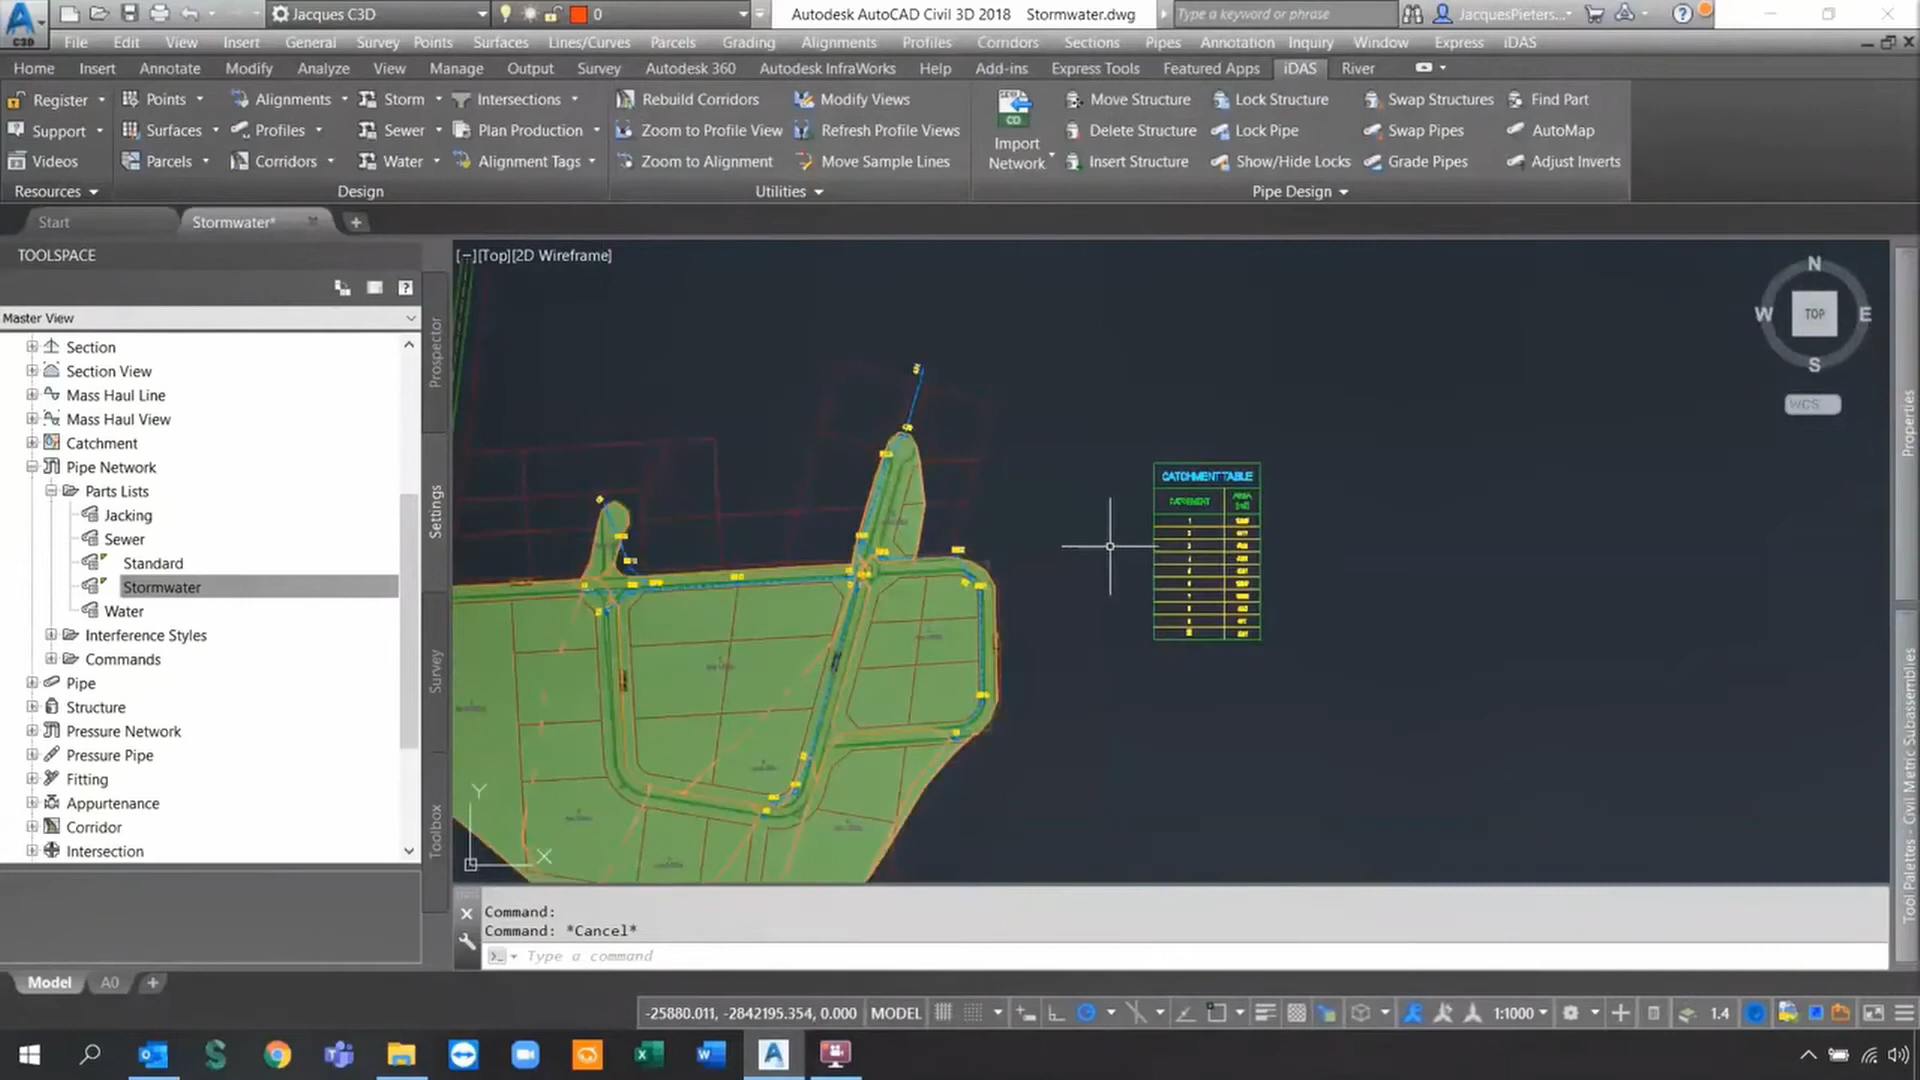 Jacques C3D
0
Autodesk AutoCAD Civil 3D 2018 Stormwater.dwg
Type a keyword or phrase
JacquesPieters...
C3D
File Edit View Insert General Survey Points Surfaces Lines/Curves Parcels Grading Alignments Profiles Corridors Sections Pipes Annotation Inquiry Window Express iDAS
Home Insert Annotate Modify Analyze View Manage Output Survey Autodesk 360 Autodesk InfraWorks Help Add-ins Express Tools Featured Apps iDAS River
Register Points Alignments Storm Intersections Rebuild Corridors Modify Views Move Structure Lock Structure Swap Structures Find Part
Support Surfaces Profiles Sewer Plan Production Zoom to Profile View Refresh Profile Views Delete Structure Lock Pipe Swap Pipes AutoMap
Videos Parcels Corridors Water Alignment Tags Zoom to Alignment Move Sample Lines Import Network Insert Structure Show/Hide Locks Grade Pipes Adjust Inverts
Resources Design Utilities Pipe Design
Start Stormwater*
TOOLSPACE
[−][Top][2D Wireframe]
Master View
Section
Section View
Mass Haul Line
Mass Haul View
Catchment
Pipe Network
Parts Lists
Jacking
Sewer
Standard
Stormwater
Water
Interference Styles
Commands
Pipe
Structure
Pressure Network
Pressure Pipe
Fitting
Appurtenance
Corridor
Intersection
Prospector
Settings
Survey
Toolbox
N
W TOP E
S
WCS
CATCHMENT TABLE
CATCHMENT AREA
Y
X
Properties
Tool Palettes - Civil Metric Subassemblies
Command:
Command: *Cancel*
Type a command
Model A0
-25880.011, -2842195.354, 0.000 MODEL 1:1000 1.4